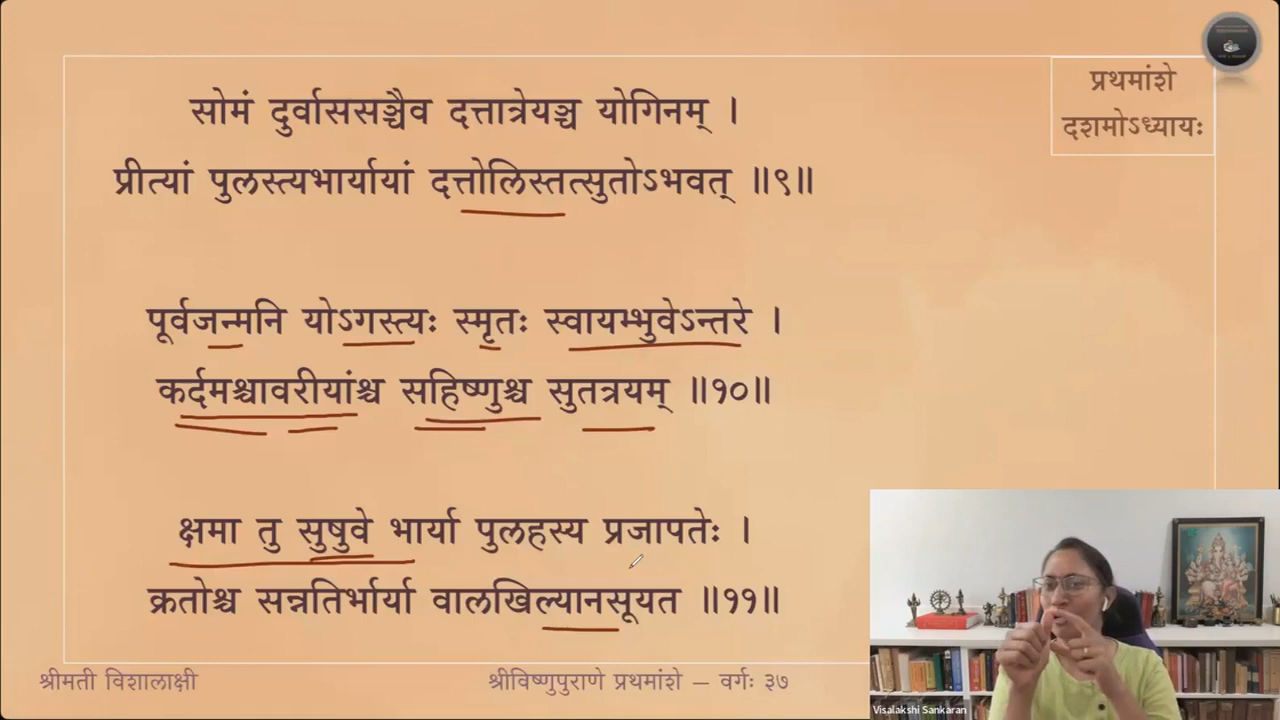 प्रथमांशे
दशमोऽध्यायः
सोमं दुर्वाससञ्चैव दत्तात्रेयञ्च योगिनम् ।
प्रीत्यां पुलस्त्यभार्यायां दत्तोलिस्तत्सुतोऽभवत् ॥९॥
पूर्वजन्मनि योऽगस्त्यः स्मृतः स्वायम्भुवेऽन्तरे ।
कर्दमश्चावरीयांश्च सहिष्णुश्च सुतत्रयम् ॥१०॥
क्षमा तु सुषुवे भार्या पुलहस्य प्रजापतेः ।
क्रतोश्च सन्नतिर्भार्या वालखिल्यानसूयत ॥११॥
श्रीमती विशालाक्षी
श्रीविष्णुपुराणे प्रथमांशे – वर्गः ३७
Visalakshi Sankaran